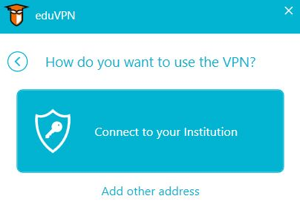 eduVPN
How do you want to use the VPN?
Connect to your Institution
Add other address